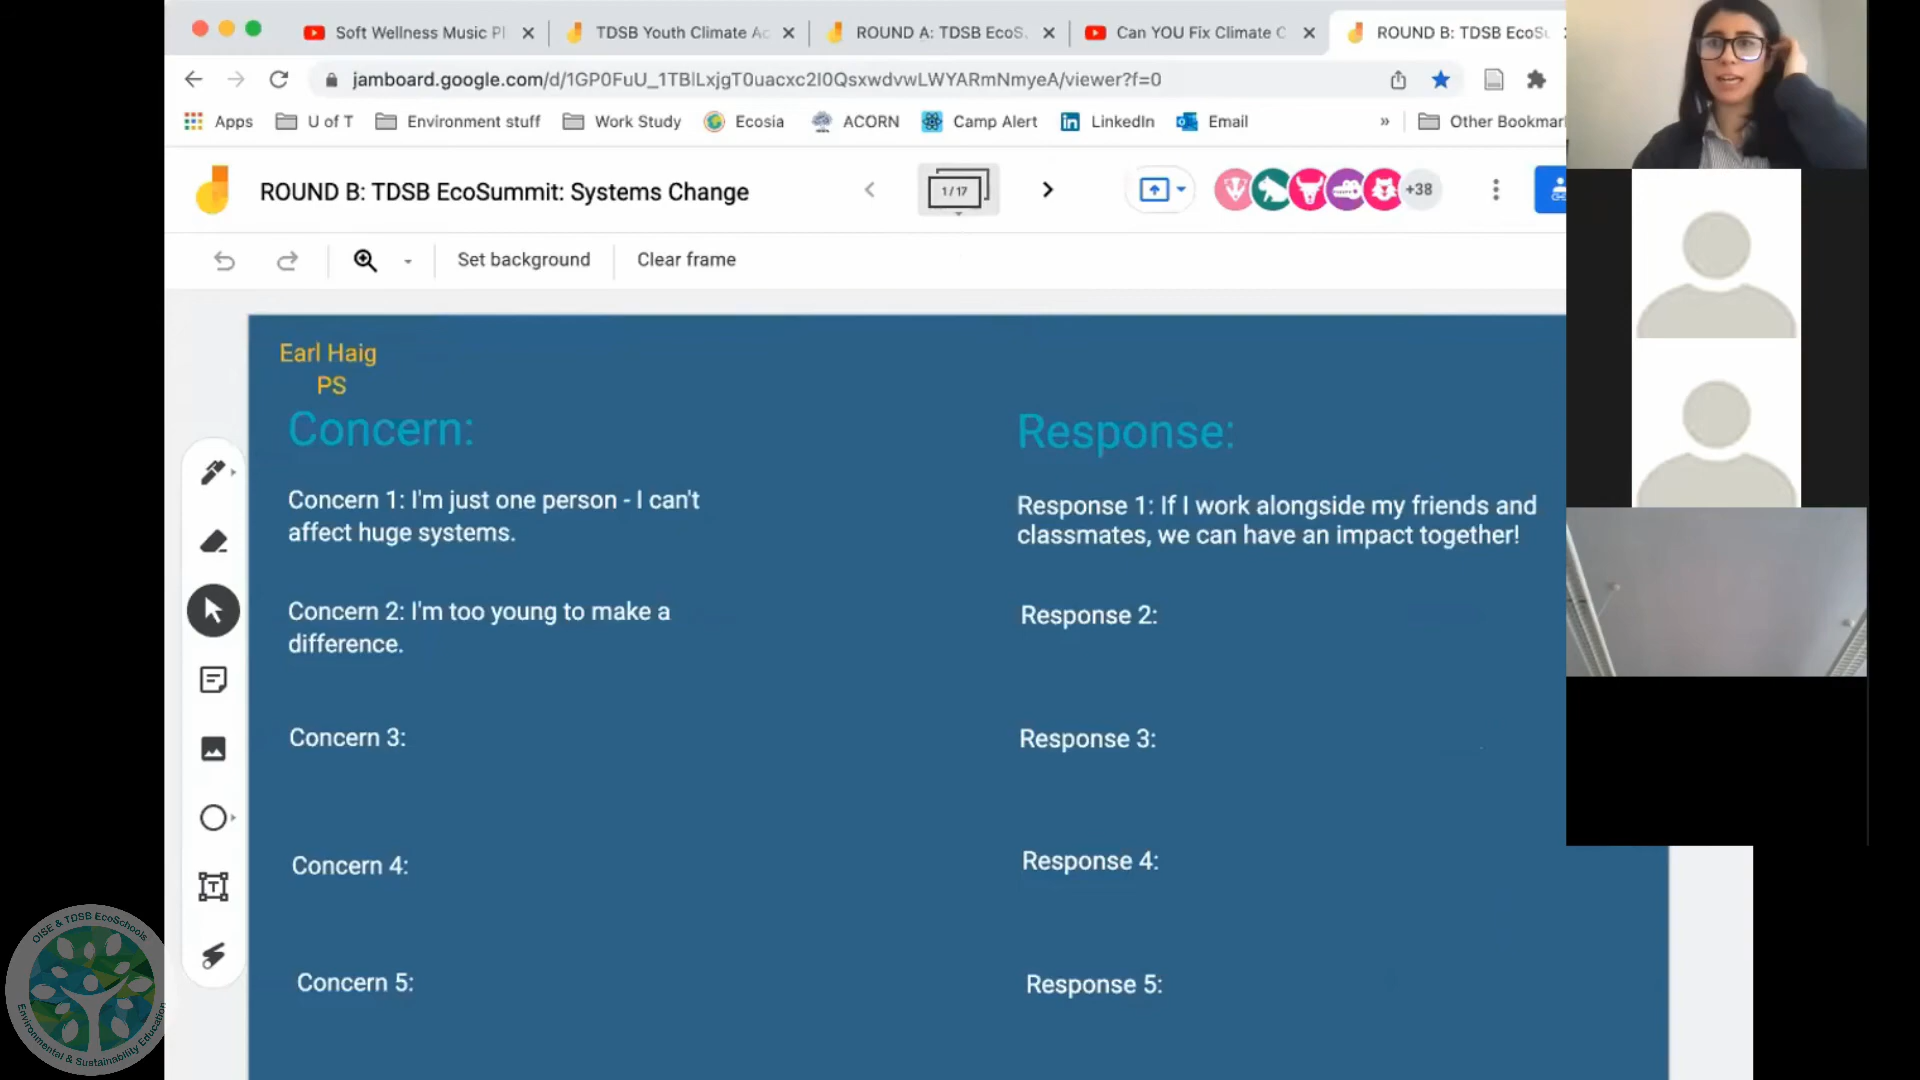 Soft Wellness Music Pl
TDSB Youth Climate Ac
ROUND A: TDSB EcoS
Can YOU Fix Climate C
ROUND B: TDSB EcoSu
jamboard.google.com/d/1GP0FuU_1TBlLxjgT0uacxc2I0QsxwdvwLWYARmNmyeA/viewer?f=0
Apps
U of T
Environment stuff
Work Study
Ecosia
ACORN
Camp Alert
LinkedIn
Email
»
Other Bookmar
ROUND B: TDSB EcoSummit: Systems Change
1 / 17
+38
Set background
Clear frame
Earl Haig
PS
Concern:
Response:
Concern 1: I'm just one person - I can't
affect huge systems.
Response 1: If I work alongside my friends and
classmates, we can have an impact together!
Concern 2: I'm too young to make a
difference.
Response 2:
Concern 3:
Response 3:
Concern 4:
Response 4:
Concern 5:
Response 5:
OISE & TDSB EcoSchools
Environmental & Sustainability Education